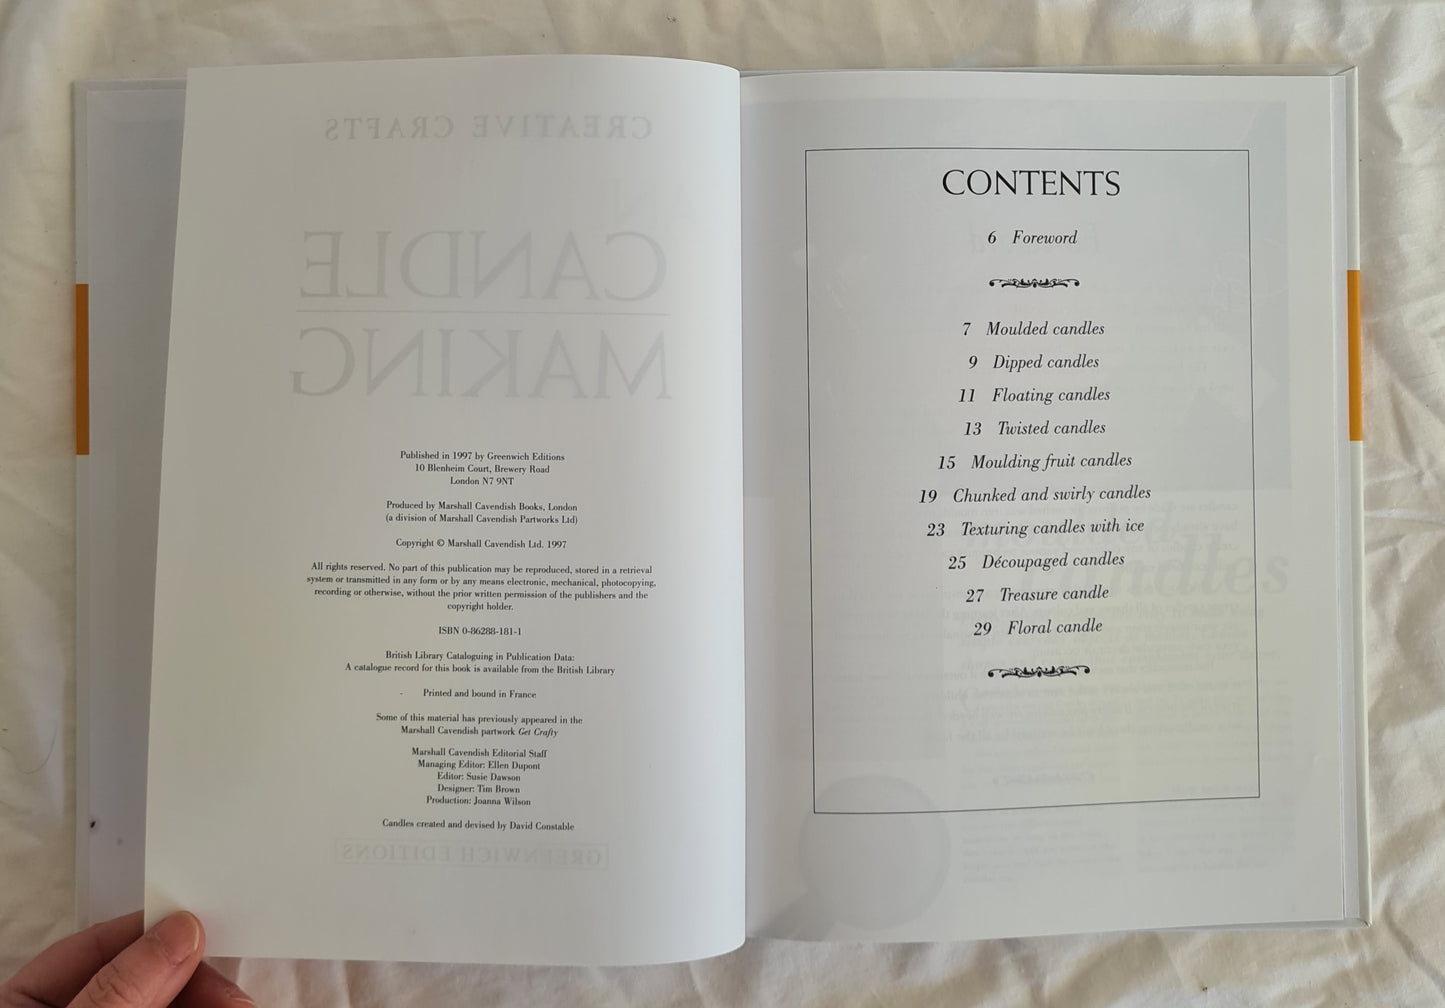 CREATIVE CRAFTS
CANDLE
MAKING
Published in 1997 by Greenwich Editions
10 Blenheim Court, Brewery Road
London N7 9NT
Produced by Marshall Cavendish Books, London
(a division of Marshall Cavendish Partworks Ltd)
Copyright © Marshall Cavendish Ltd. 1997
All rights reserved. No part of this publication may be reproduced, stored in a retrieval
system or transmitted in any form or by any means electronic, mechanical, photocopying,
recording or otherwise, without the prior written permission of the publishers and the
copyright holder.
ISBN 0-86288-181-1
British Library Cataloguing in Publication Data:
A catalogue record for this book is available from the British Library
Printed and bound in France
Some of this material has previously appeared in the
Marshall Cavendish partwork Get Crafty
Marshall Cavendish Editorial Staff
Managing Editor: Ellen Dupont
Editor: Susie Dawson
Designer: Tim Brown
Production: Joanna Wilson
Candles created and devised by David Constable
GREENWICH EDITIONS
CONTENTS
6 Foreword
7 Moulded candles
9 Dipped candles
11 Floating candles
13 Twisted candles
15 Moulding fruit candles
19 Chunked and swirly candles
23 Texturing candles with ice
25 Découpaged candles
27 Treasure candle
29 Floral candle